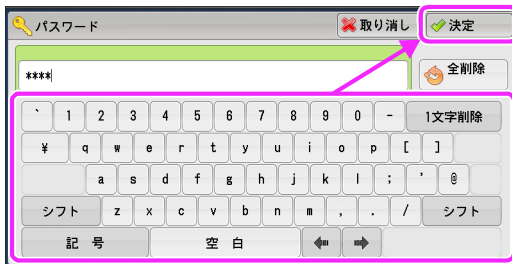 パスワード 取り消し 決定
**** 全削除
` 1 2 3 4 5 6 7 8 9 0 - 1文字削除
¥ q w e r t y u i o p [ ]
a s d f g h j k l ; ' @
シフト z x c v b n m , . / シフト
記 号 空 白